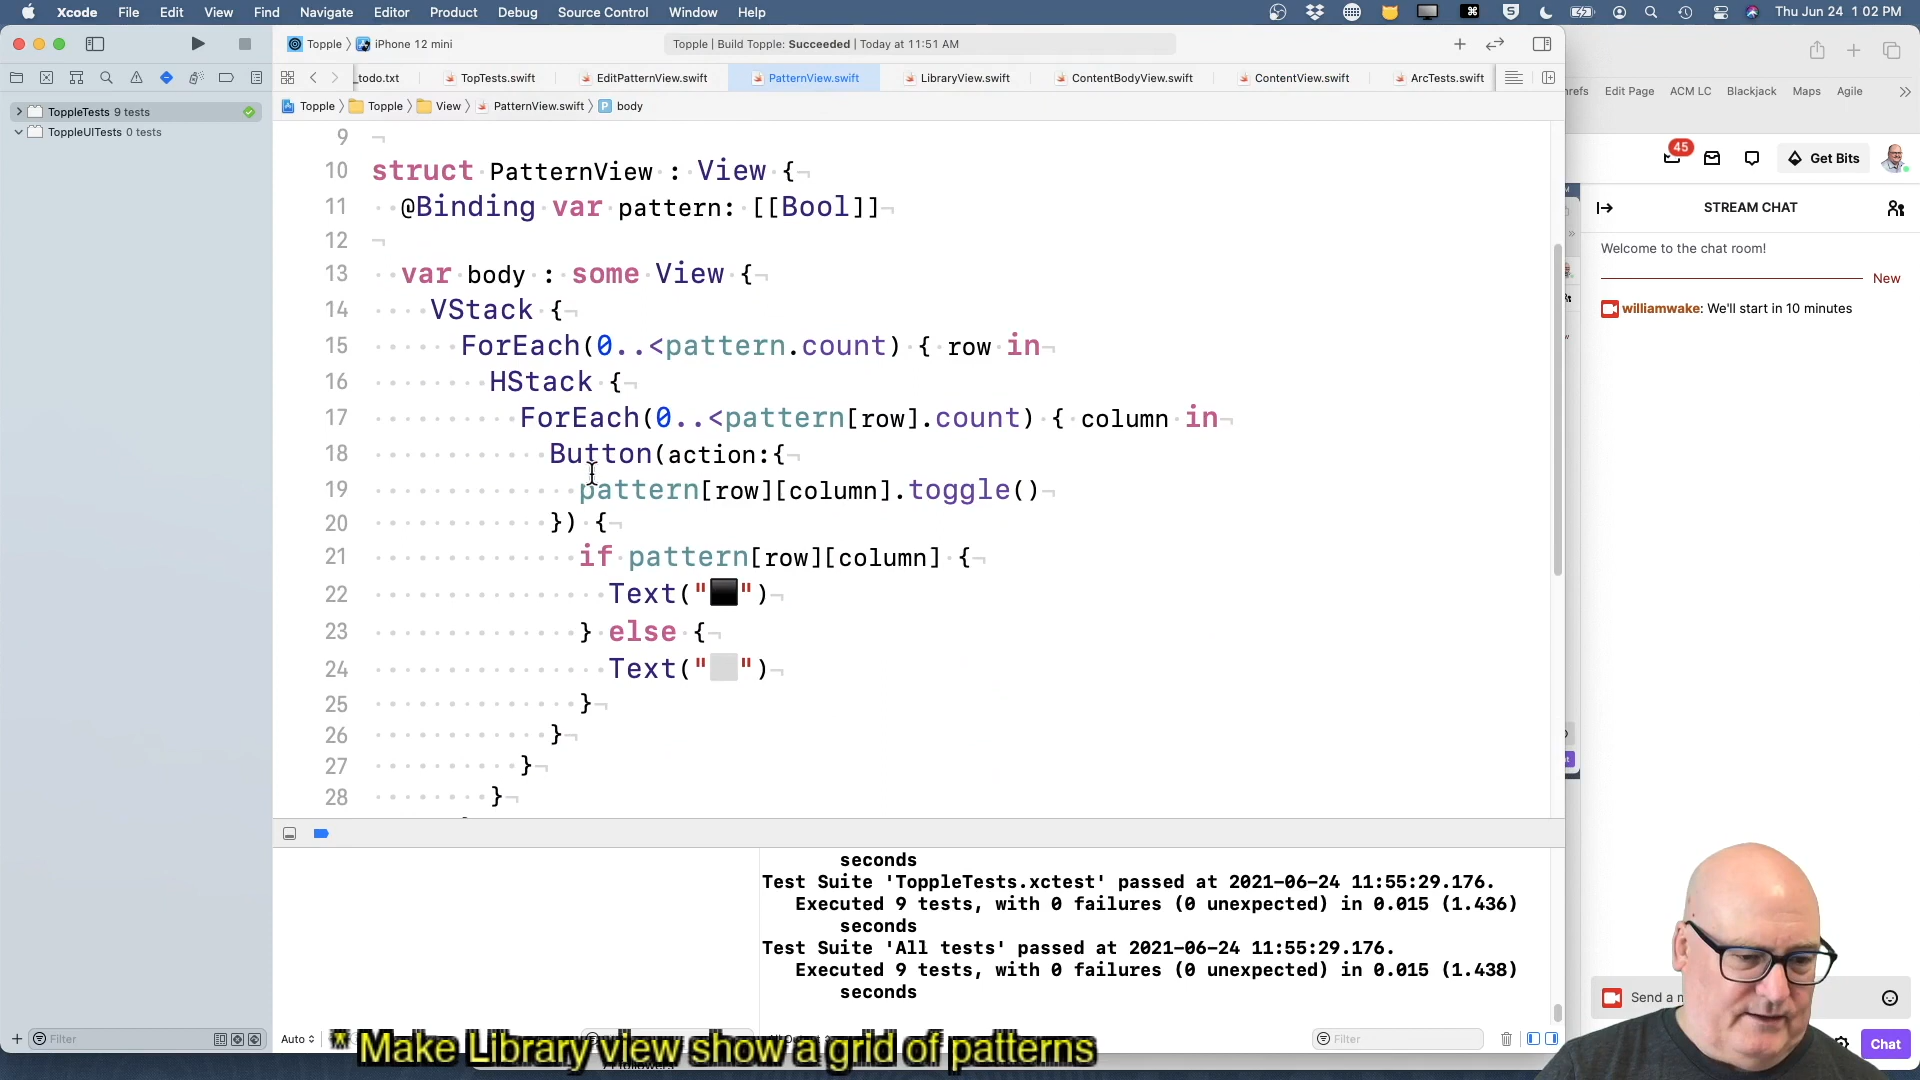 Xcode File Edit View Find Navigate Editor Product Debug Source Control Window Help Thu Jun 24 1:02 PM
Topple iPhone 12 mini Topple | Build Topple: Succeeded | Today at 11:51 AM
_todo.txt TopTests.swift EditPatternView.swift PatternView.swift LibraryView.swift ContentBodyView.swift ContentView.swift ArcTests.swift
Edit Page ACM LC Blackjack Maps Agile
Topple Topple View PatternView.swift body
ToppleTests 9 tests
ToppleUITests 0 tests
9
10 struct PatternView : View {
11 @Binding var pattern: [[Bool]]
12
13 var body : some View {
14 VStack {
15 ForEach(0..<pattern.count) { row in
16 HStack {
17 ForEach(0..<pattern[row].count) { column in
18 Button(action:{
19 pattern[row][column].toggle()
20 }) {
21 if pattern[row][column] {
22 Text("⬛️")
23 } else {
24 Text("⬜️")
25 }
26 }
27 }
28 }
45
Get Bits
STREAM CHAT
Welcome to the chat room!
New
williamwake: We'll start in 10 minutes
seconds
Test Suite 'ToppleTests.xctest' passed at 2021-06-24 11:55:29.176.
Executed 9 tests, with 0 failures (0 unexpected) in 0.015 (1.436)
seconds
Test Suite 'All tests' passed at 2021-06-24 11:55:29.176.
Executed 9 tests, with 0 failures (0 unexpected) in 0.015 (1.438)
seconds
Filter
Auto
Filter
* Make Library view show a grid of patterns
Send a
Chat